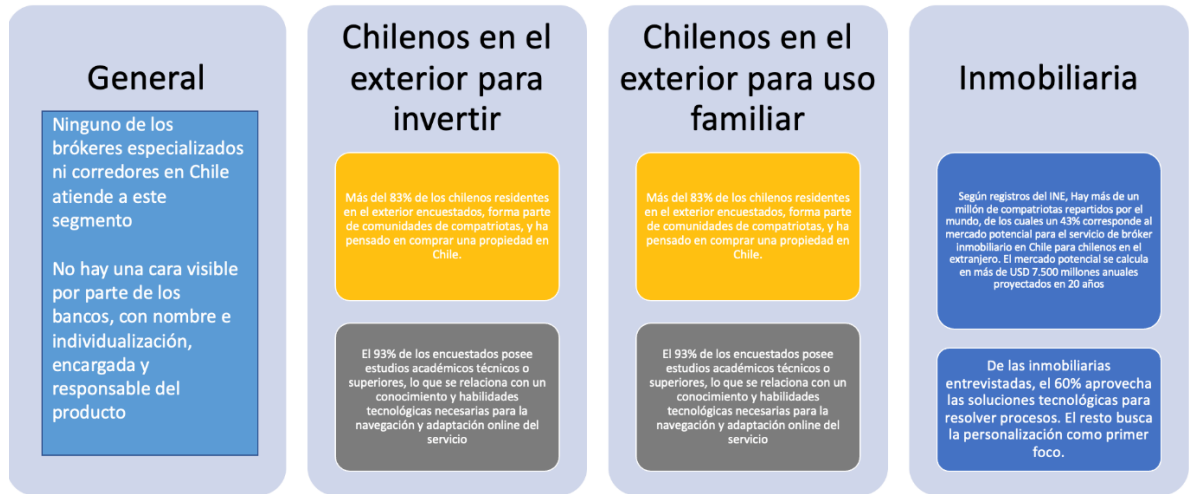 General
Ninguno de los
brókeres especializados
ni corredores en Chile
atiende a este
segmento
No hay una cara visible
por parte de los
bancos, con nombre e
individualización,
encargada y
responsable del
producto
Chilenos en el
exterior para
invertir
Más del 83% de los chilenos residentes
en el exterior encuestados, forma parte
de comunidades de compatriotas, y ha
pensado en comprar una propiedad en
Chile.
El 93% de los encuestados posee
estudios académicos técnicos o
superiores, lo que se relaciona con un
conocimiento y habilidades
tecnológicas necesarias para la
navegación y adaptación online del
servicio
Chilenos en el
exterior para uso
familiar
Más del 83% de los chilenos residentes
en el exterior encuestados, forma parte
de comunidades de compatriotas, y ha
pensado en comprar una propiedad en
Chile.
El 93% de los encuestados posee
estudios académicos técnicos o
superiores, lo que se relaciona con un
conocimiento y habilidades
tecnológicas necesarias para la
navegación y adaptación online del
servicio
Inmobiliaria
Según registros del INE, Hay más de un
millón de compatriotas repartidos por el
mundo, de los cuales un 43% corresponde al
mercado potencial para el servicio de bróker
inmobiliario en Chile para chilenos en el
extranjero. El mercado potencial se calcula
en más de USD 7.500 millones anuales
proyectados en 20 años
De las inmobiliarias
entrevistadas, el 60% aprovecha
las soluciones tecnológicas para
resolver procesos. El resto busca
la personalización como primer
foco.